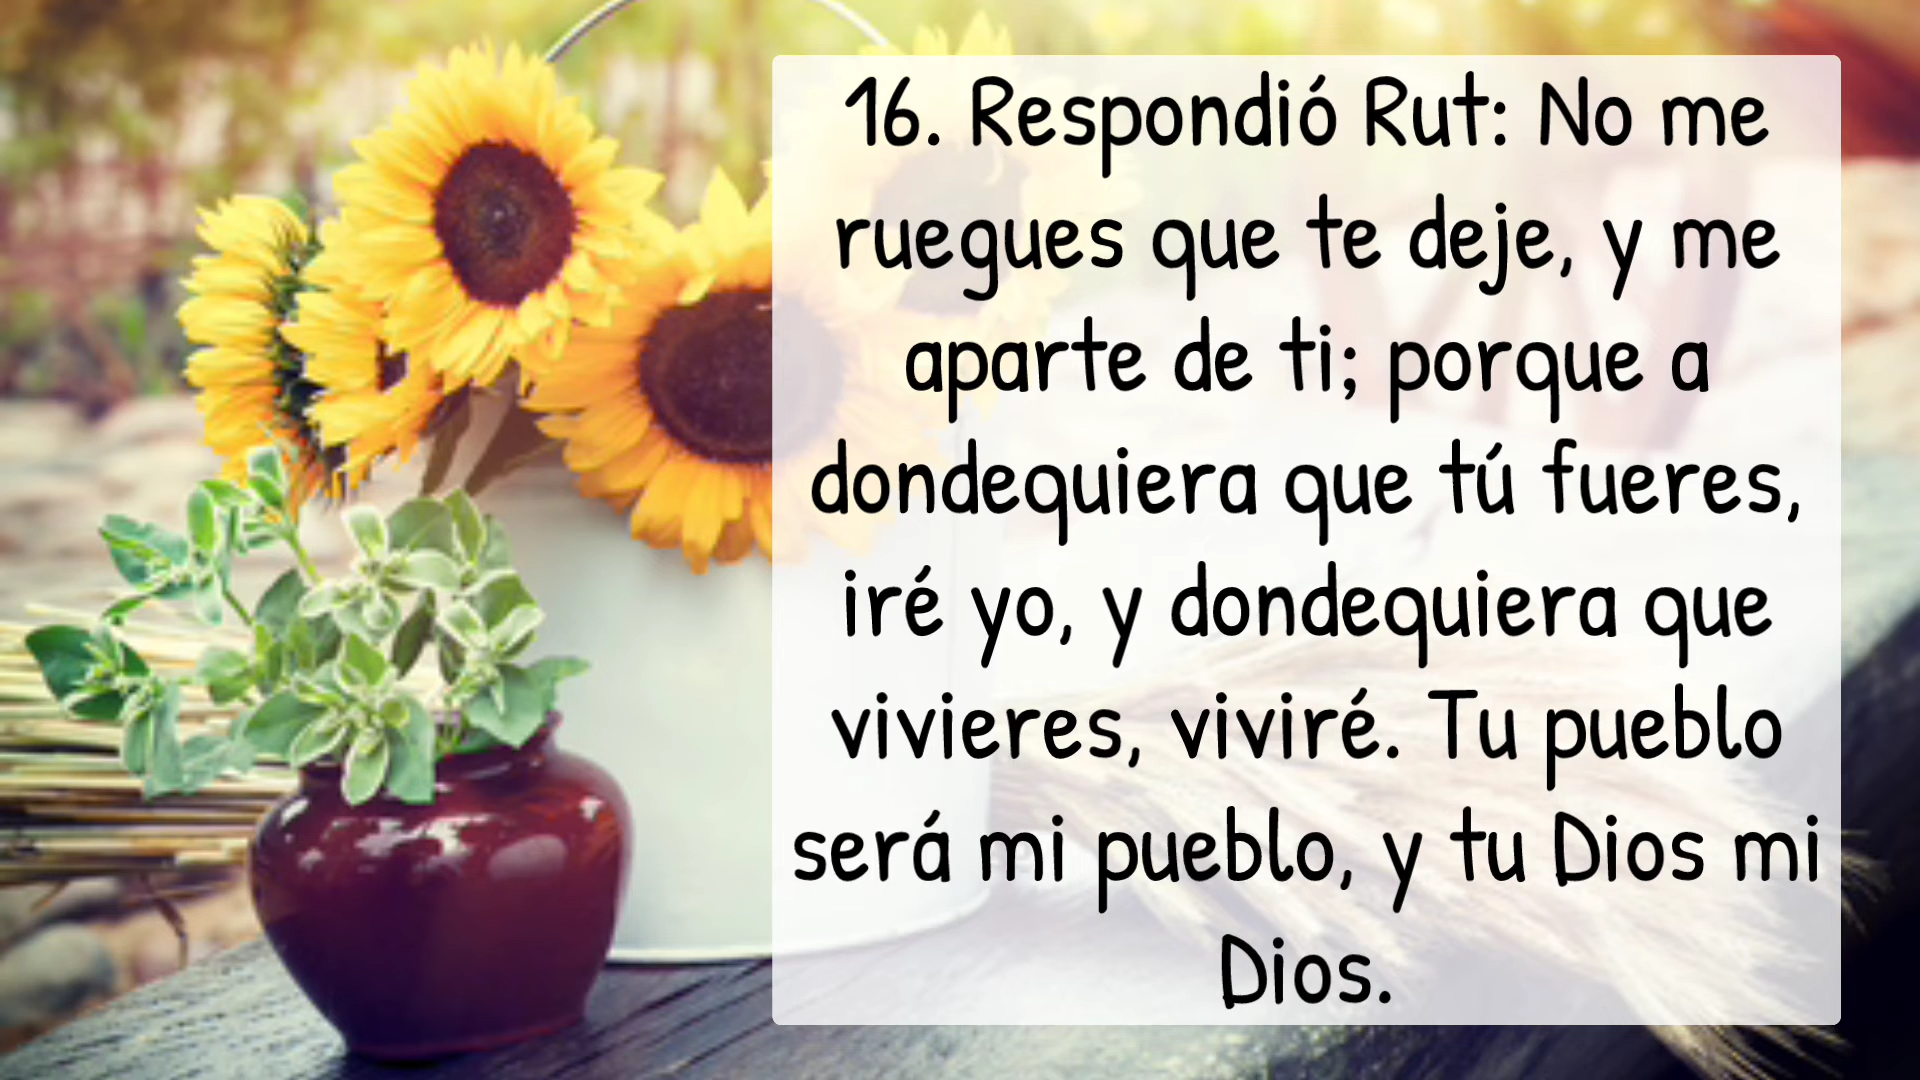 16. Respondió Rut: No me
ruegues que te deje, y me
aparte de ti; porque a
dondequiera que tú fueres,
iré yo, y dondequiera que
vivieres, viviré. Tu pueblo
será mi pueblo, y tu Dios mi
Dios.